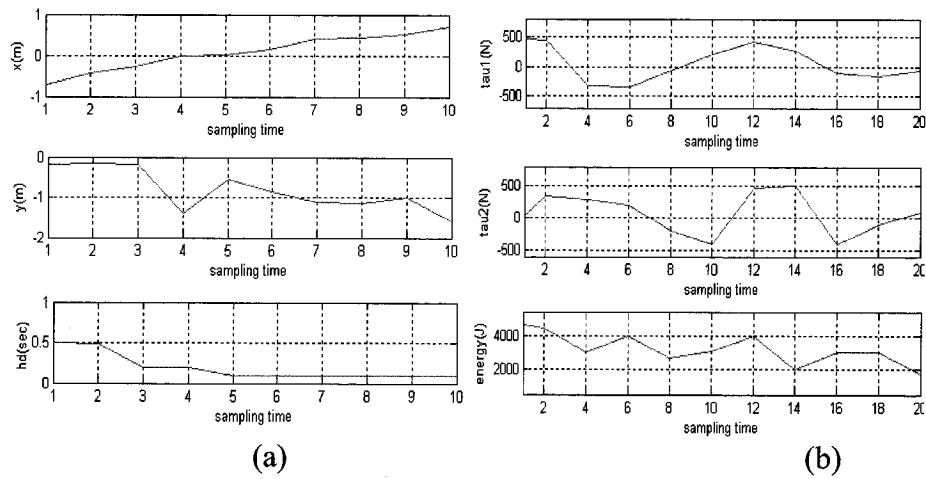 x(m)
1
0
-1
1 2 3 4 5 6 7 8 9 10
sampling time
y(m)
0
-1
-2
1 2 3 4 5 6 7 8 9 10
sampling time
hd(sec)
1
0.5
0
1 2 3 4 5 6 7 8 9 10
sampling time
(a)
tau1(N)
500
0
-500
2 4 6 8 10 12 14 16 18 20
sampling time
tau2(N)
500
0
-500
2 4 6 8 10 12 14 16 18 20
sampling time
energy(J)
4000
2000
2 4 6 8 10 12 14 16 18 20
sampling time
(b)